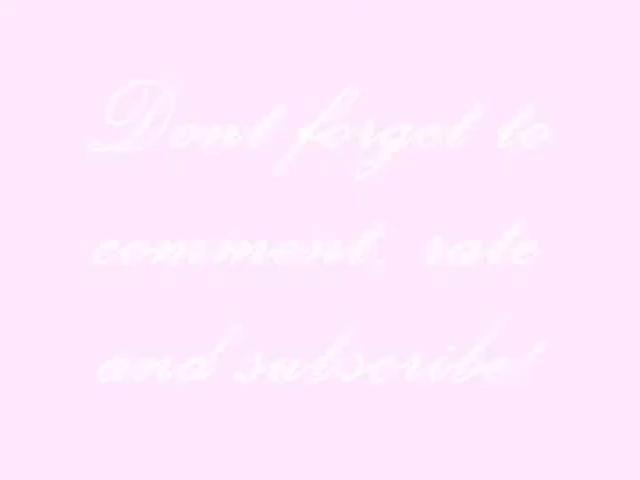 Dont forget to
comment, rate
and subscribe!